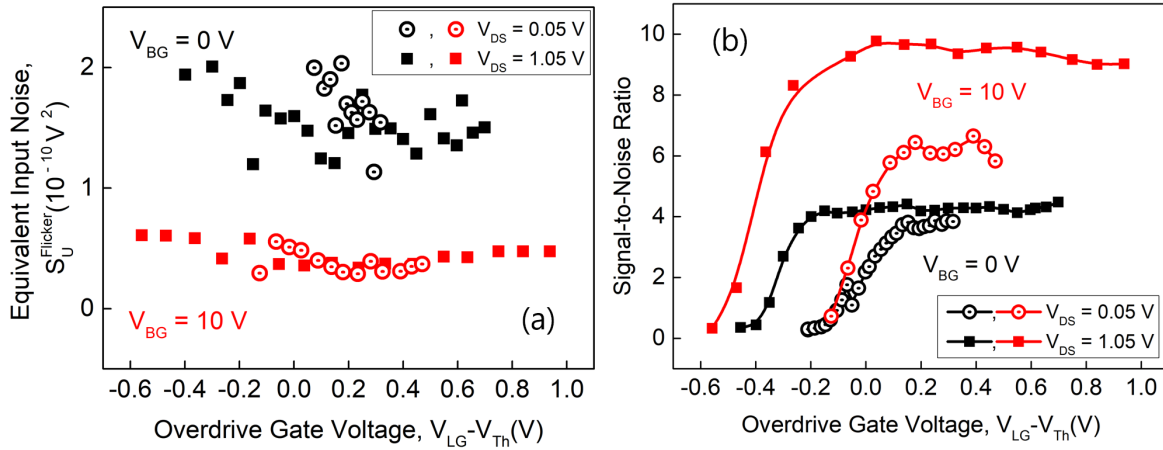 (a)
V_BG = 0 V
, V_DS = 0.05 V
, V_DS = 1.05 V
Equivalent Input Noise,
S_U^Flicker(10^-10 V^2)
2
1
0
V_BG = 10 V
-0.6 -0.4 -0.2 0.0 0.2 0.4 0.6 0.8 1.0
Overdrive Gate Voltage, V_LG-V_Th(V)
(b)
Signal-to-Noise Ratio
10
8
6
4
2
0
V_BG = 10 V
V_BG = 0 V
, V_DS = 0.05 V
, V_DS = 1.05 V
-0.6 -0.4 -0.2 0.0 0.2 0.4 0.6 0.8 1.0
Overdrive Gate Voltage, V_LG-V_Th(V)